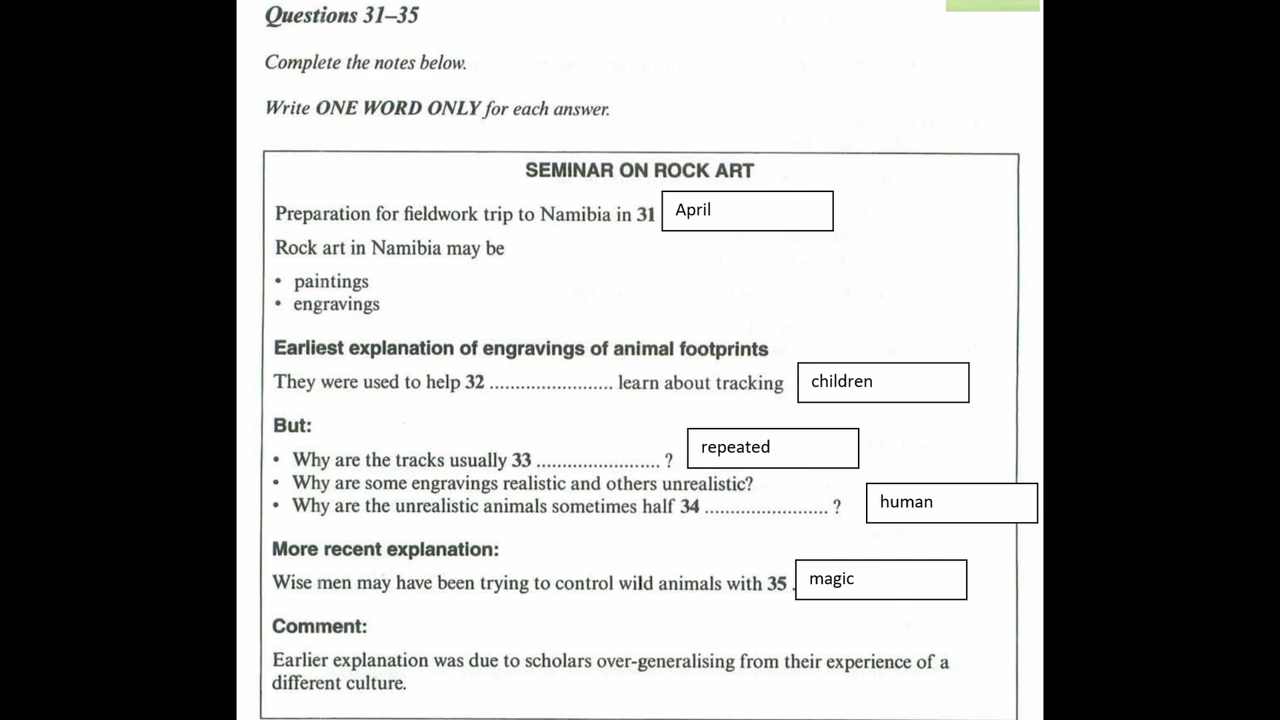 Questions 31–35
Complete the notes below.
Write ONE WORD ONLY for each answer.
SEMINAR ON ROCK ART
Preparation for fieldwork trip to Namibia in 31 April
Rock art in Namibia may be
• paintings
• engravings
Earliest explanation of engravings of animal footprints
They were used to help 32 ........................ learn about tracking children
But:
• Why are the tracks usually 33 ........................ ? repeated
• Why are some engravings realistic and others unrealistic?
• Why are the unrealistic animals sometimes half 34 ........................ ? human
More recent explanation:
Wise men may have been trying to control wild animals with 35 . magic
Comment:
Earlier explanation was due to scholars over-generalising from their experience of a
different culture.